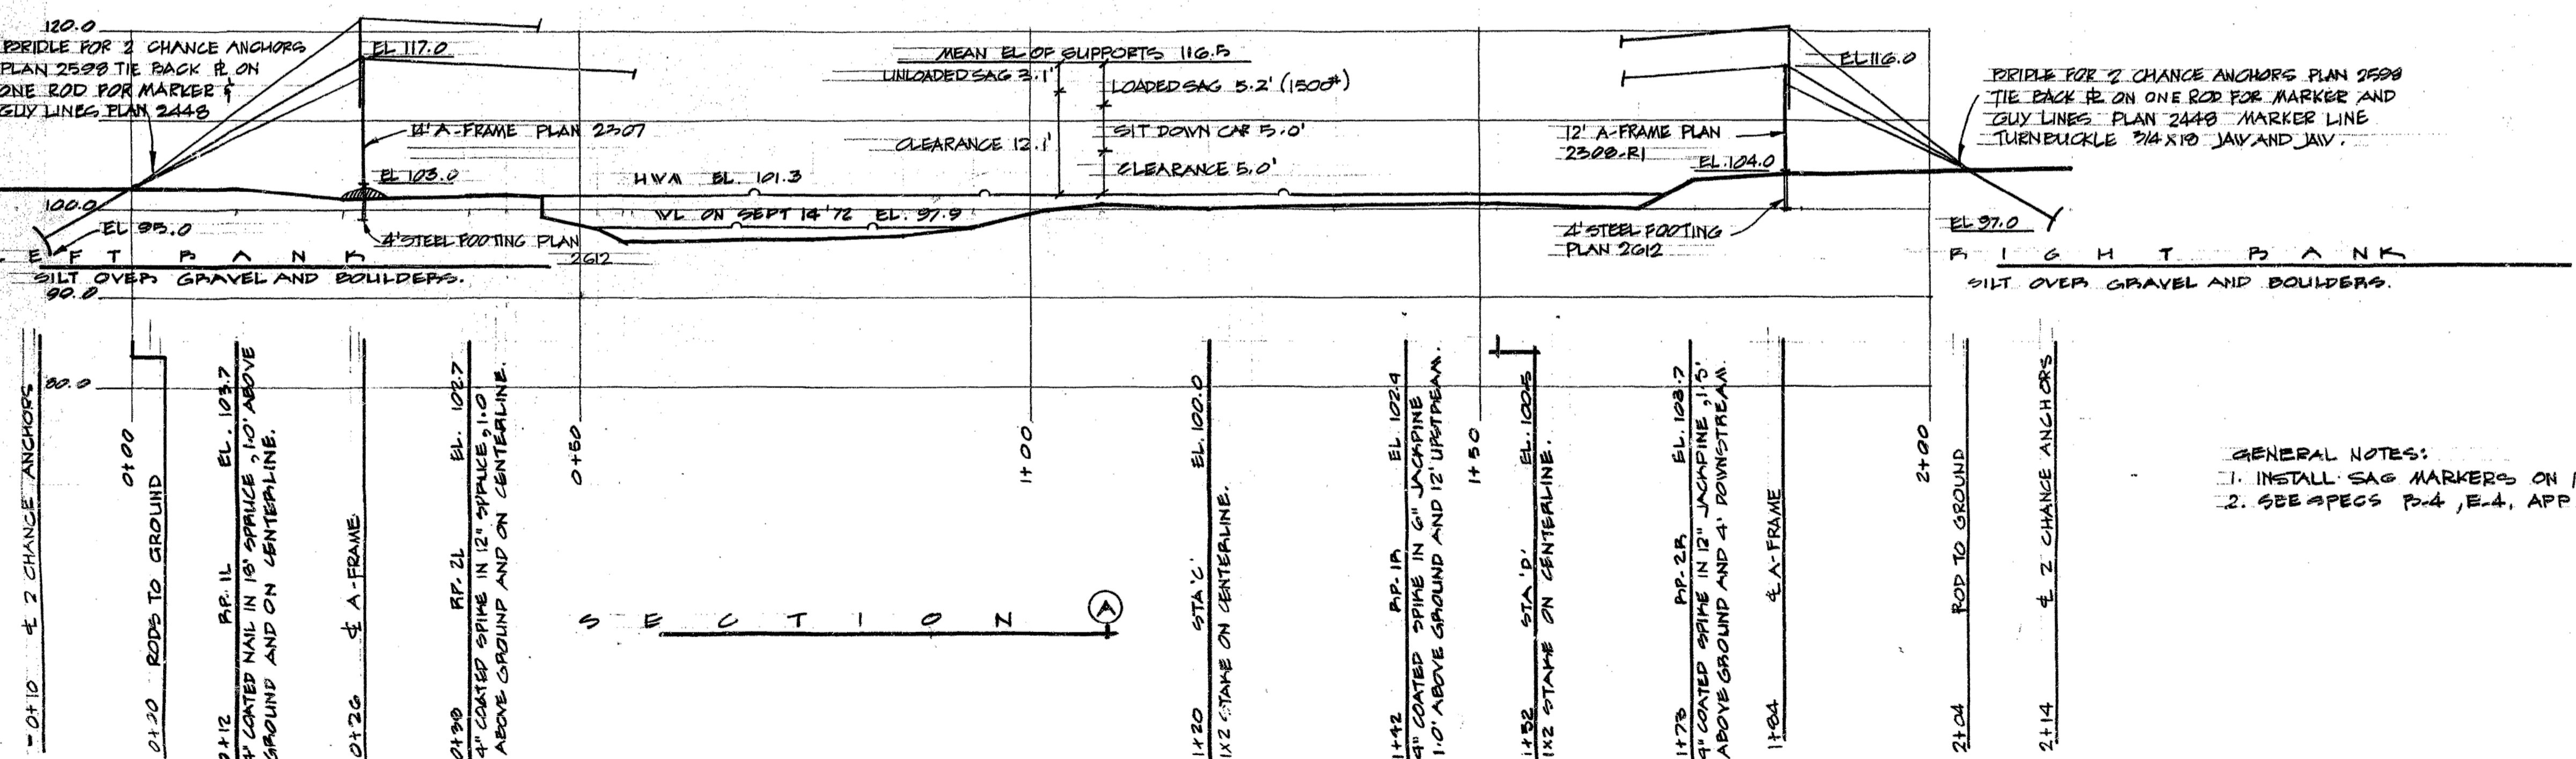 120.0
BRIDLE FOR 2 CHANCE ANCHORS
PLAN 2598 TIE BACK PL ON
ONE ROD FOR MARKER &
GUY LINES PLAN 2448
EL 117.0
14' A-FRAME PLAN 2307
EL 103.0
100.0
EL 95.0
4' STEEL FOOTING PLAN
2612
EFT BANK
SILT OVER GRAVEL AND BOULDERS.
90.0
80.0
MEAN EL OF SUPPORTS 116.5
UNLOADED SAG 3.1'
LOADED SAG 5.2' (1500#)
CLEARANCE 12.1'
SIT DOWN CAR 5.0'
CLEARANCE 5.0'
HWM EL. 101.3
WL ON SEPT 14 '72 EL. 97.9
EL 116.0
12' A-FRAME PLAN
2308-R1
EL. 104.0
4' STEEL FOOTING
PLAN 2612
BRIDLE FOR 2 CHANCE ANCHORS PLAN 2598
TIE BACK PL ON ONE ROD FOR MARKER AND
GUY LINES PLAN 2448 MARKER LINE
TURNBUCKLE 3/4 X 18 JAW AND JAW.
EL 97.0
RIGHT BANK
SILT OVER GRAVEL AND BOULDERS.
-0+10 ℄ 2 CHANCE ANCHORS
0+00
0+00 RODS TO GROUND
0+12 RP. 1L EL. 103.7
4" COATED NAIL IN 18" SPRUCE, 1.0' ABOVE
GROUND AND ON CENTERLINE.
0+26 ℄ A-FRAME
0+38 RP. 2L EL. 102.7
4" COATED SPIKE IN 12" SPRUCE, 1.0'
ABOVE GROUND AND ON CENTERLINE.
0+50
1+00
1+20 STA 'C' EL. 100.0
1X2 STAKE ON CENTERLINE.
1+42 RP-1R EL 102.4
4" COATED SPIKE IN 6" JACKPINE
1.0' ABOVE GROUND AND 12' UPSTREAM.
1+50
1+52 STA 'D' EL. 100.5
1X2 STAKE ON CENTERLINE.
1+73 RP-2R EL. 103.7
4" COATED SPIKE IN 12" JACKPINE, 1.5'
ABOVE GROUND AND 4' DOWNSTREAM.
1+84 ℄ A-FRAME
2+00
2+04 ROD TO GROUND
2+14 ℄ 2 CHANCE ANCHORS
SECTION A
GENERAL NOTES:
1. INSTALL SAG MARKERS ON
2. SEE SPECS B-4, E-4, APP